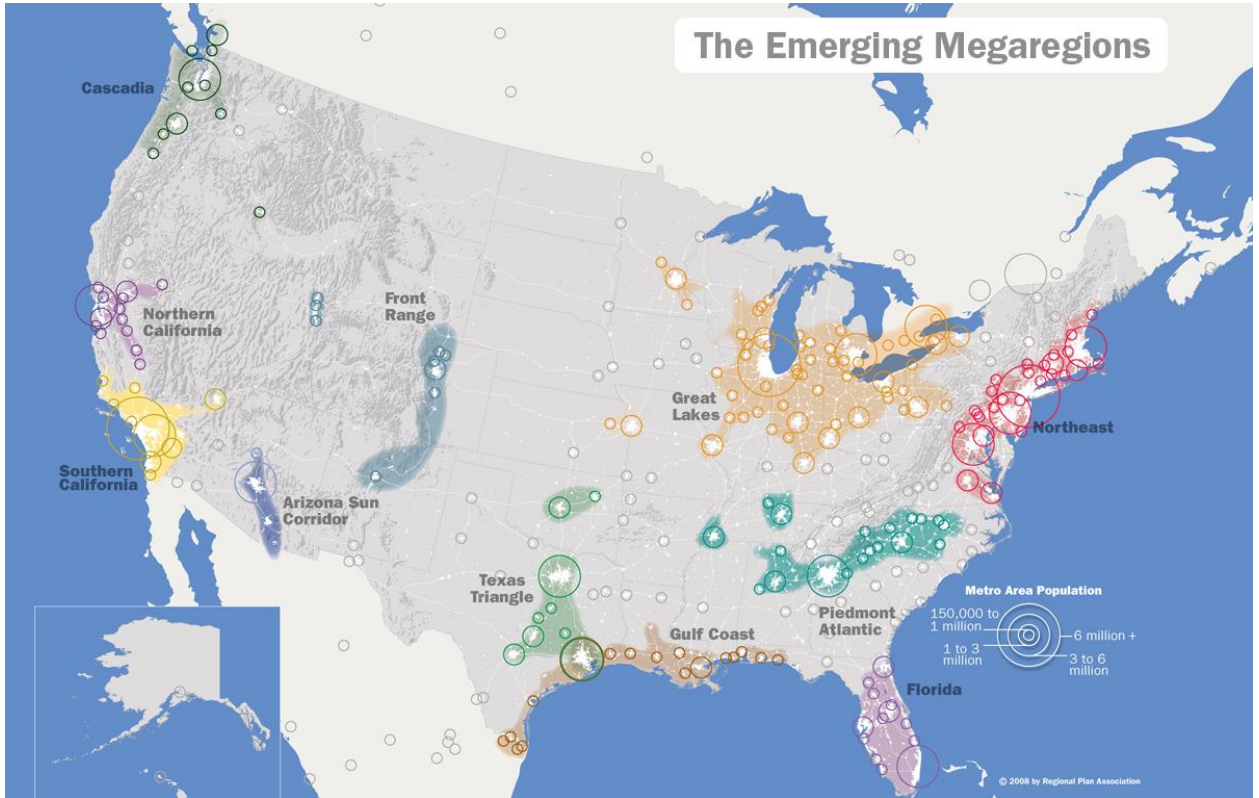 The Emerging Megaregions
Cascadia
Northern
California
Front
Range
Great
Lakes
Northeast
Southern
California
Arizona Sun
Corridor
Texas
Triangle
Gulf Coast
Piedmont
Atlantic
Florida
Metro Area Population
150,000 to
1 million
1 to 3
million
6 million +
3 to 6
million
© 2008 by Regional Plan Association